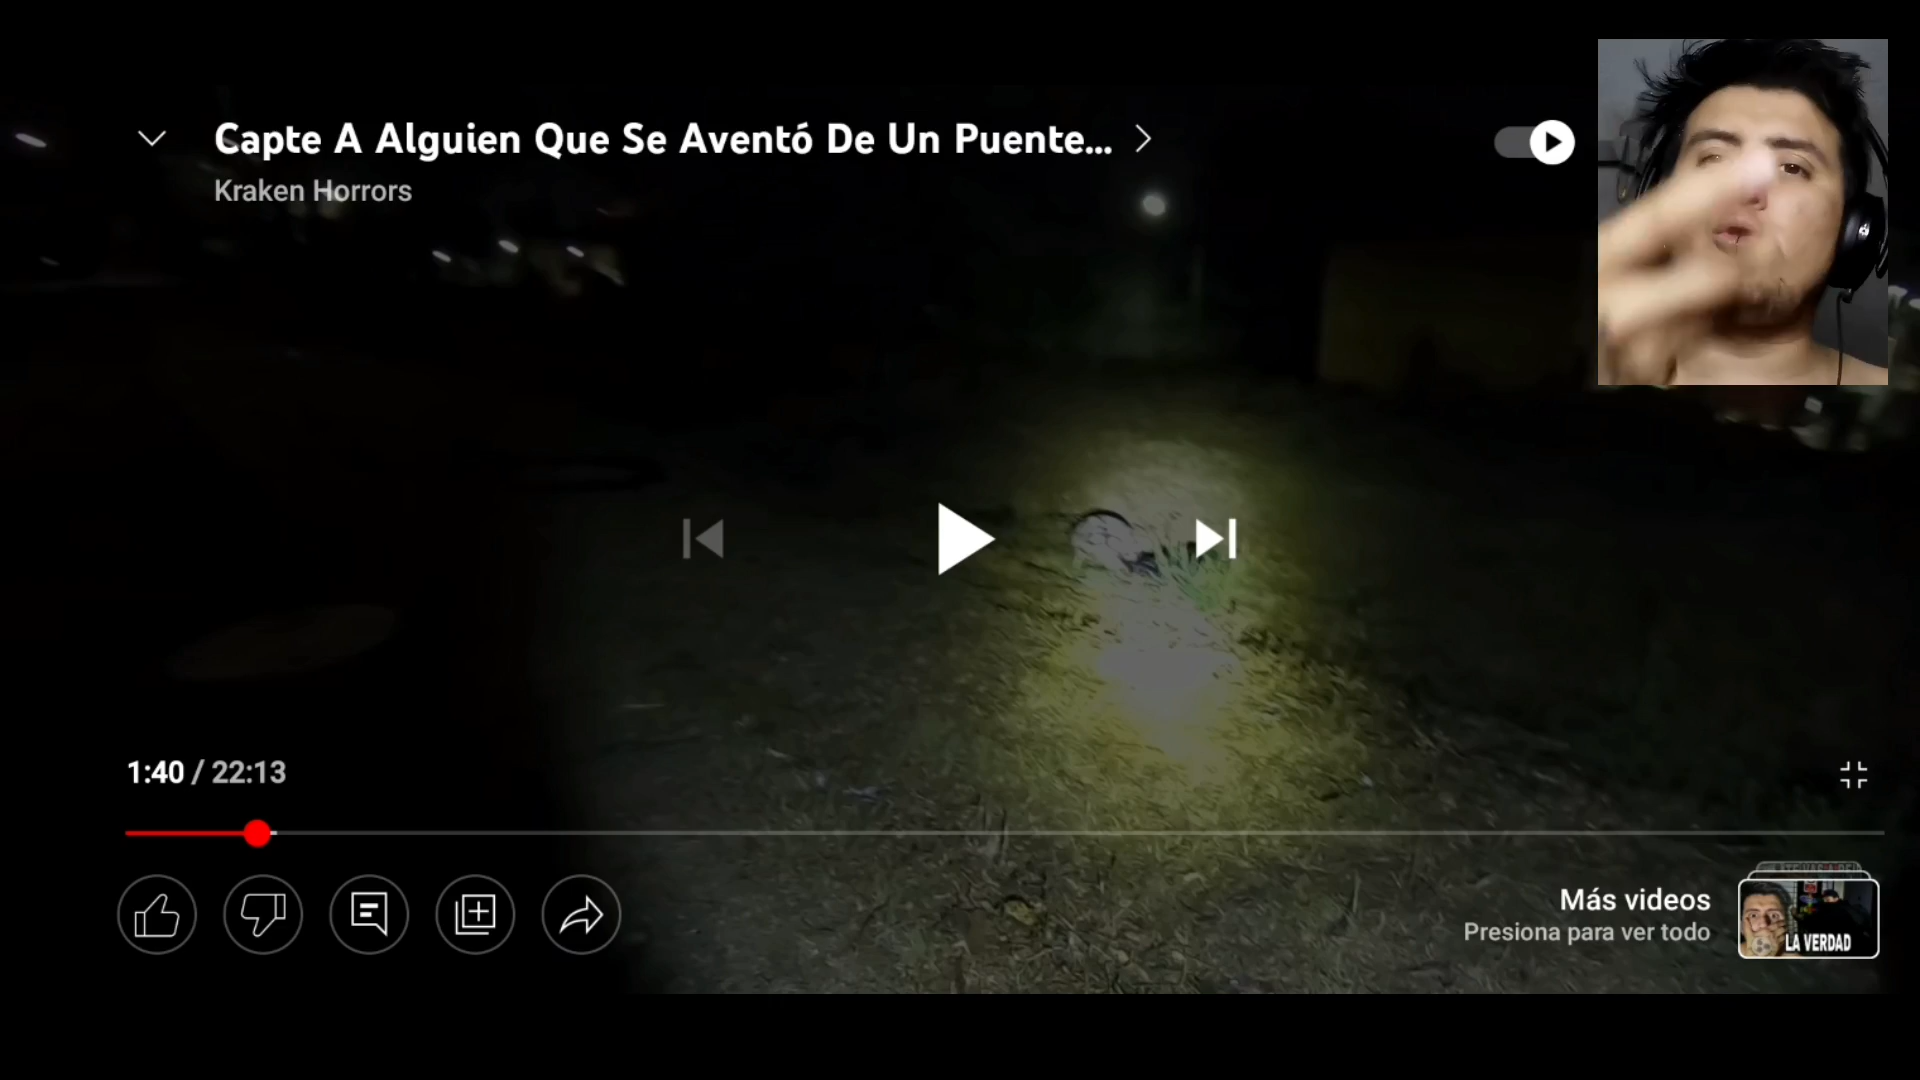 Capte A Alguien Que Se Aventó De Un Puente...
Kraken Horrors
1:40 / 22:13
Más videos
Presiona para ver todo
LA VERDAD